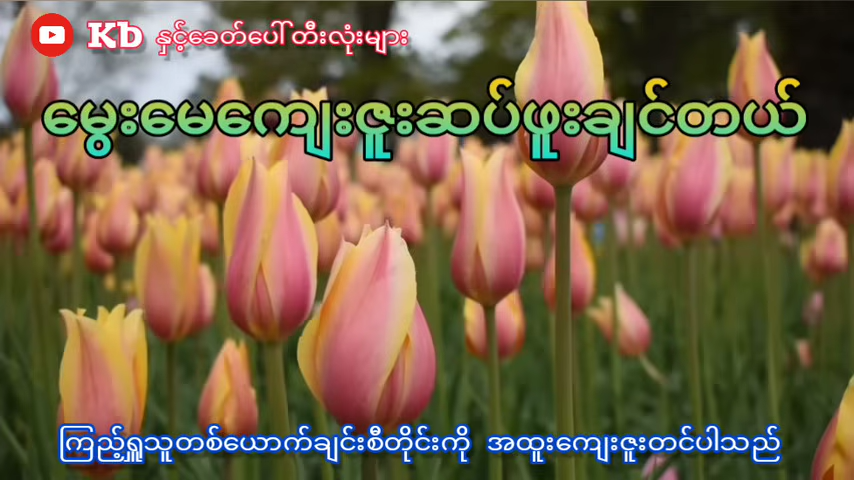 Kb နှင့်ခေတ်ပေါ်တီးလုံးများ
မွေးမေကျေးဇူးဆပ်ဖူးချင်တယ်
ကြည့်ရှူသူတစ်ယောက်ချင်းစီတိုင်းကို အထူးကျေးဇူးတင်ပါသည်